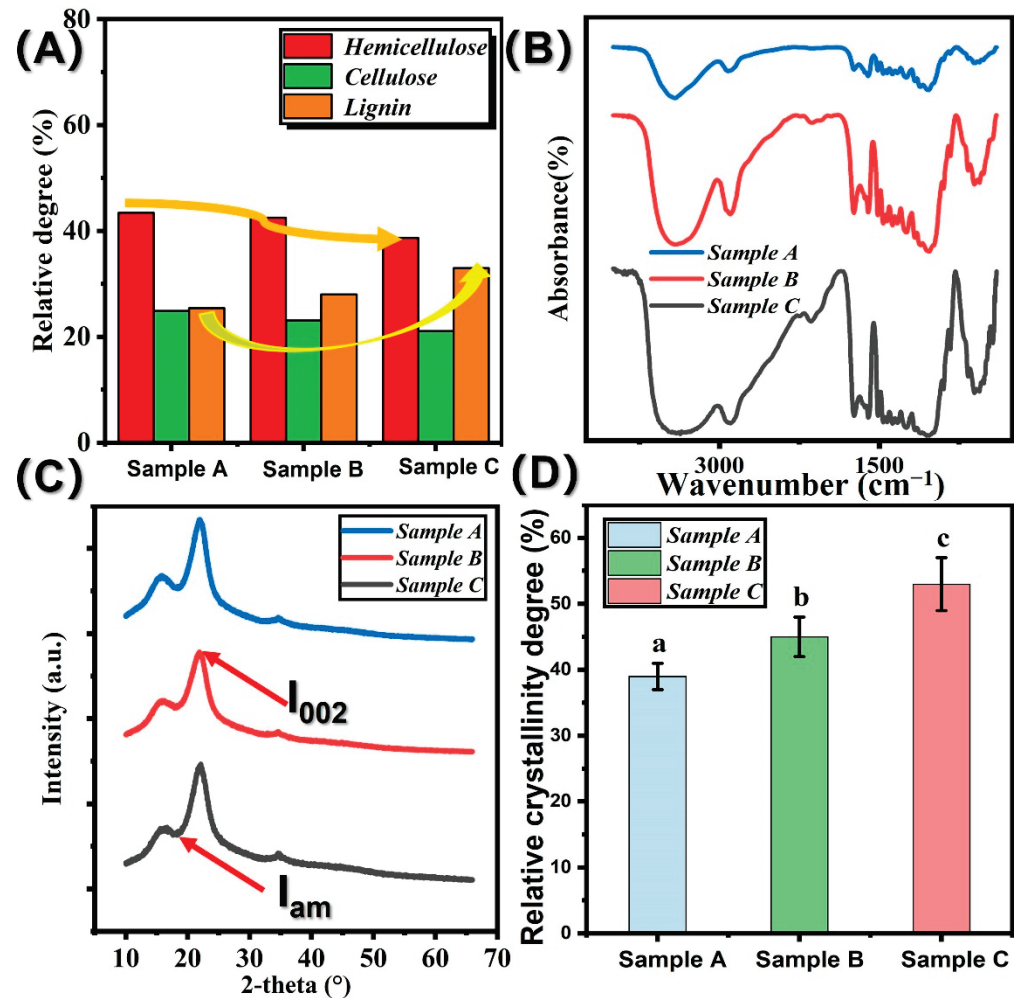 (A)
Relative degree (%)
80
60
40
20
0
Hemicellulose
Cellulose
Lignin
Sample A
Sample B
Sample C
(B)
Absorbance(%)
Sample A
Sample B
Sample C
3000
1500
Wavenumber (cm⁻¹)
(C)
Intensity (a.u.)
Sample A
Sample B
Sample C
I002
Iam
10
20
30
40
50
60
70
2-theta (°)
(D)
Relative crystallinity degree (%)
60
50
40
30
20
10
0
Sample A
Sample B
Sample C
a
b
c
Sample A
Sample B
Sample C